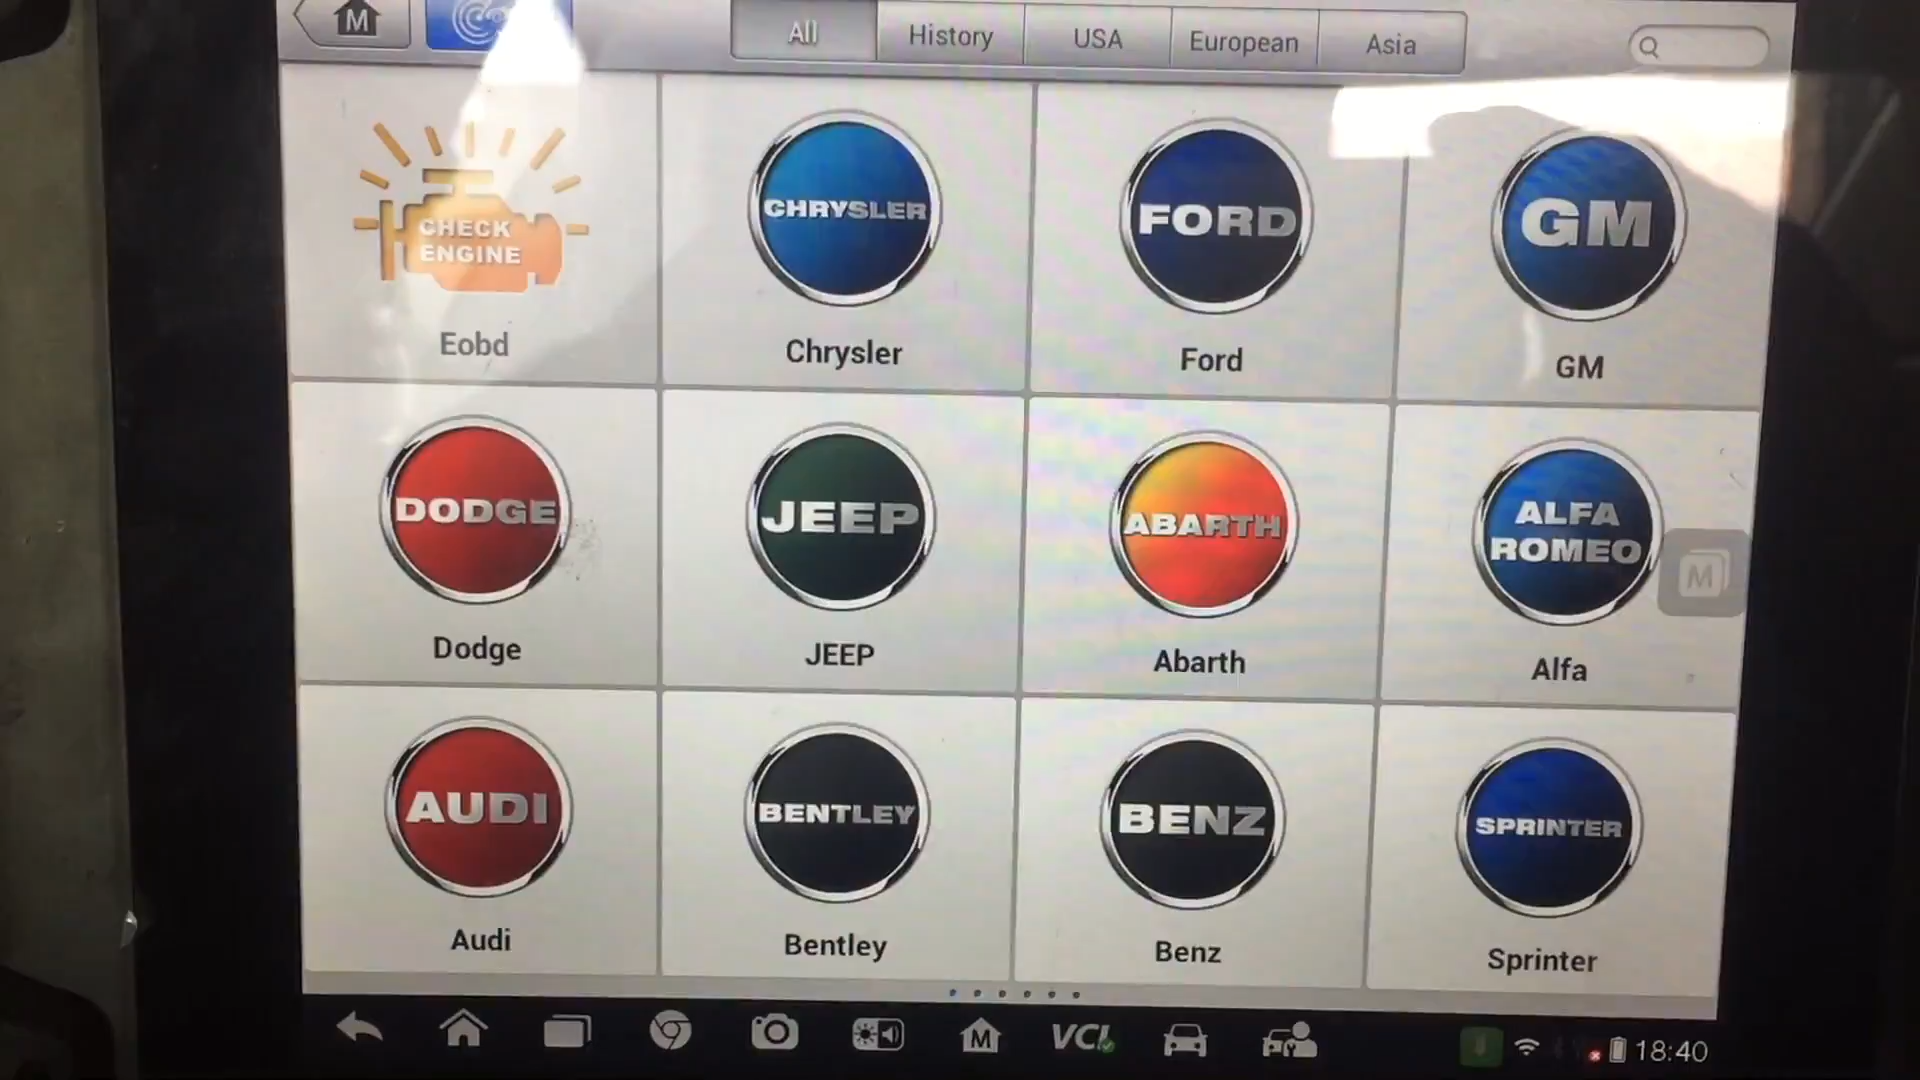 M
All
History
USA
European
Asia
CHECK
ENGINE
CHRYSLER
FORD
GM
Eobd
Chrysler
Ford
GM
DODGE
JEEP
ABARTH
ALFA
ROMEO
M
Dodge
JEEP
Abarth
Alfa
AUDI
BENTLEY
BENZ
SPRINTER
Audi
Bentley
Benz
Sprinter
M
VCI
18:40